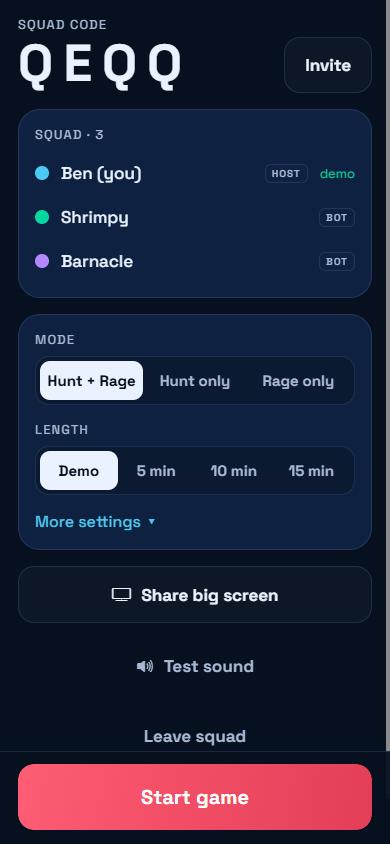 SQUAD CODE
QEQQ
Invite
SQUAD · 3
Ben (you)
HOST
demo
Shrimpy
BOT
Barnacle
BOT
MODE
Hunt + Rage
Hunt only
Rage only
LENGTH
Demo
5 min
10 min
15 min
More settings ▾
Share big screen
Test sound
Leave squad
Start game